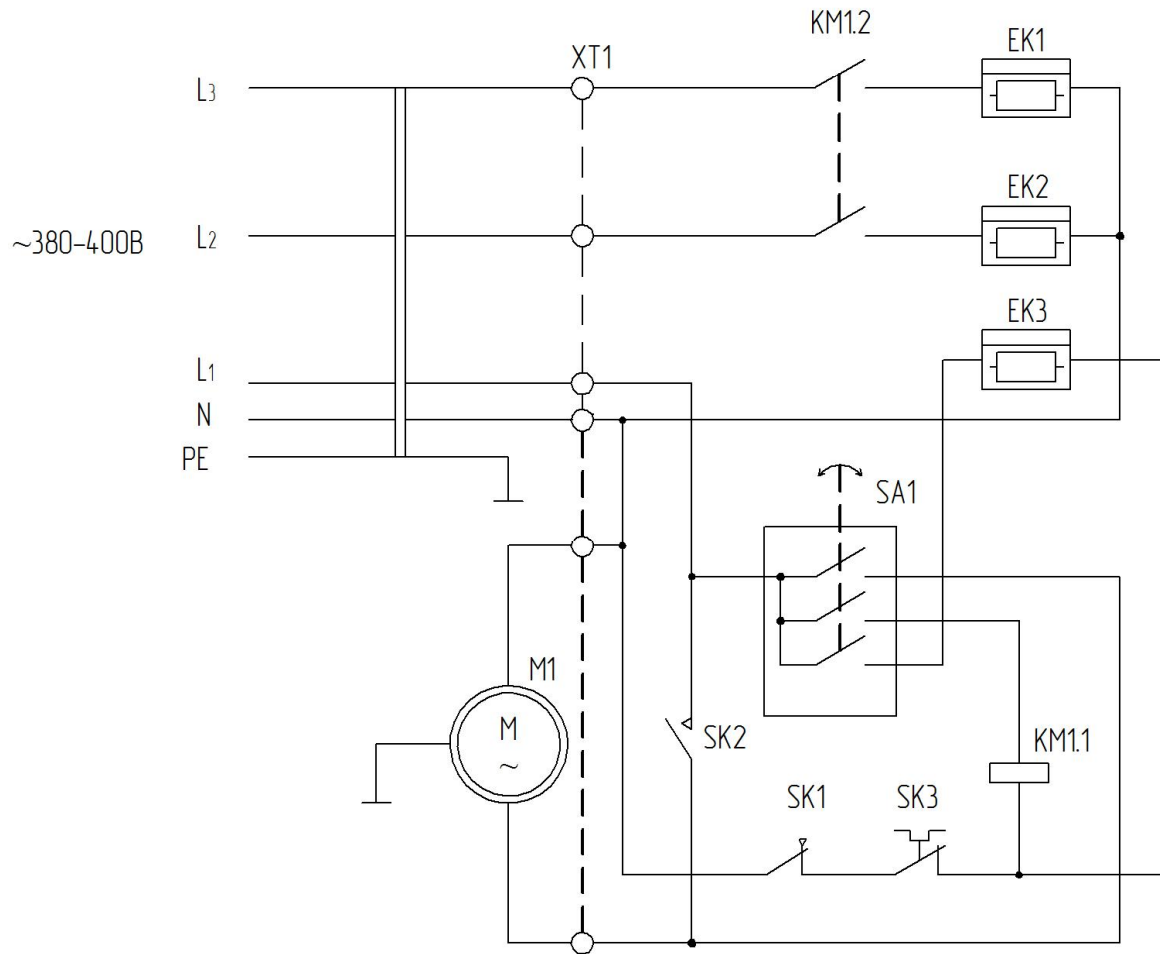 KM1.2
EK1
XT1
L3
EK2
~380-400В
L2
EK3
L1
N
PE
SA1
M1
M
~
SK2
KM1.1
SK1
SK3